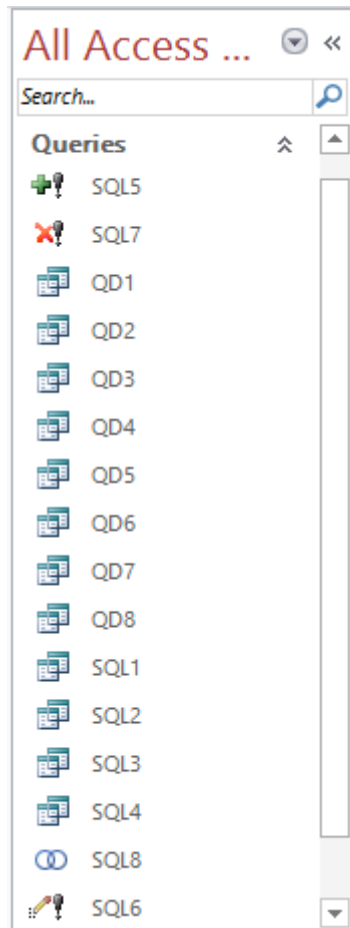 All Access ...
Search...
Queries
SQL5
SQL7
QD1
QD2
QD3
QD4
QD5
QD6
QD7
QD8
SQL1
SQL2
SQL3
SQL4
SQL8
SQL6